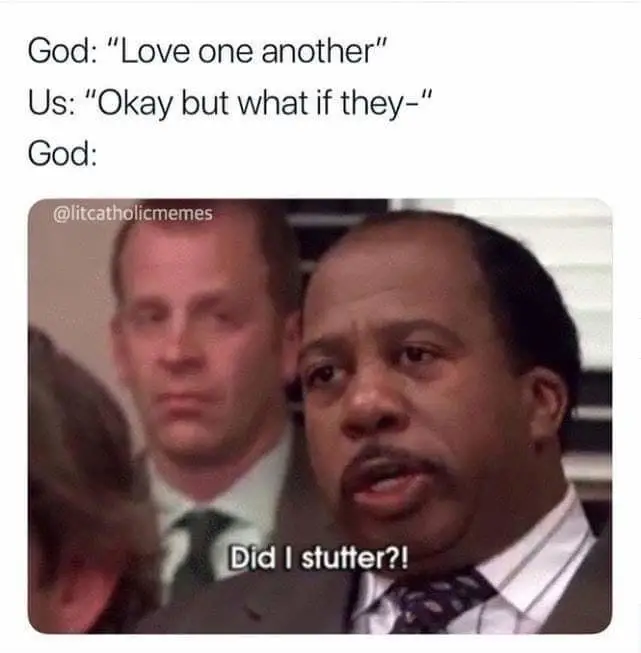 God: “Love one another”
Us: “Okay but what if they-“
God:
@litcatholicmemes
Did I stutter?!